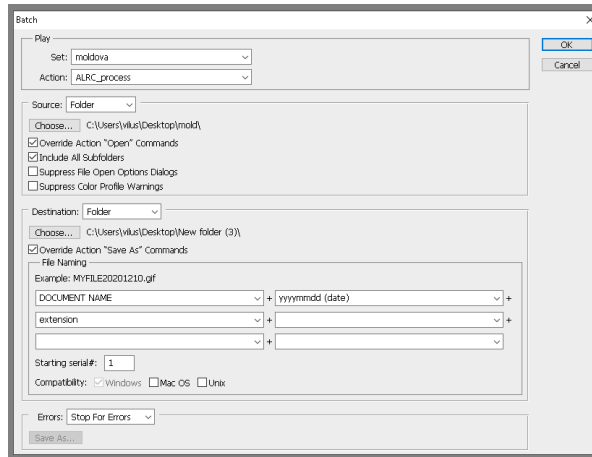 Batch
Play
Set: moldova
Action: ALRC_process
OK
Cancel
Source: Folder
Choose... C:\Users\vilus\Desktop\mold\
Override Action "Open" Commands
Include All Subfolders
Suppress File Open Options Dialogs
Suppress Color Profile Warnings
Destination: Folder
Choose... C:\Users\vilus\Desktop\New folder (3)\
Override Action "Save As" Commands
File Naming
Example: MYFILE20201210.gif
DOCUMENT NAME + yyyymmdd (date) +
extension + +
+
Starting serial#: 1
Compatibility: Windows Mac OS Unix
Errors: Stop For Errors
Save As...